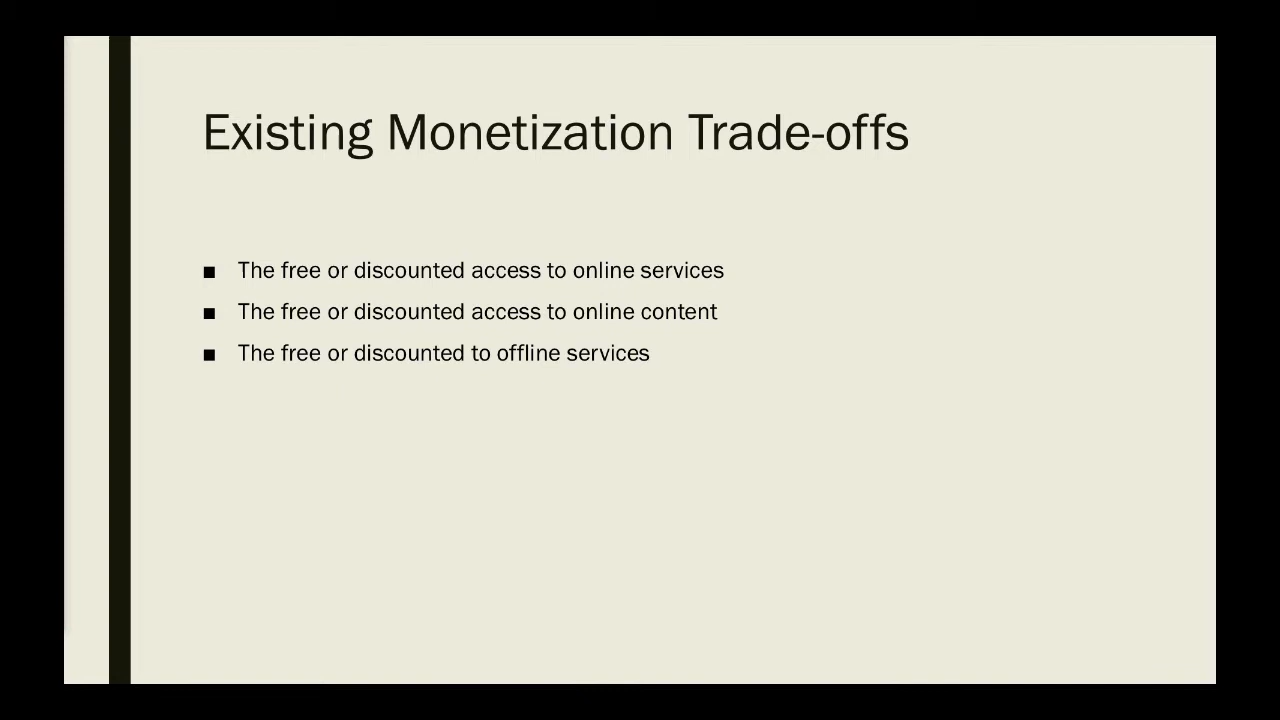 Existing Monetization Trade-offs
■ The free or discounted access to online services
■ The free or discounted access to online content
■ The free or discounted to offline services